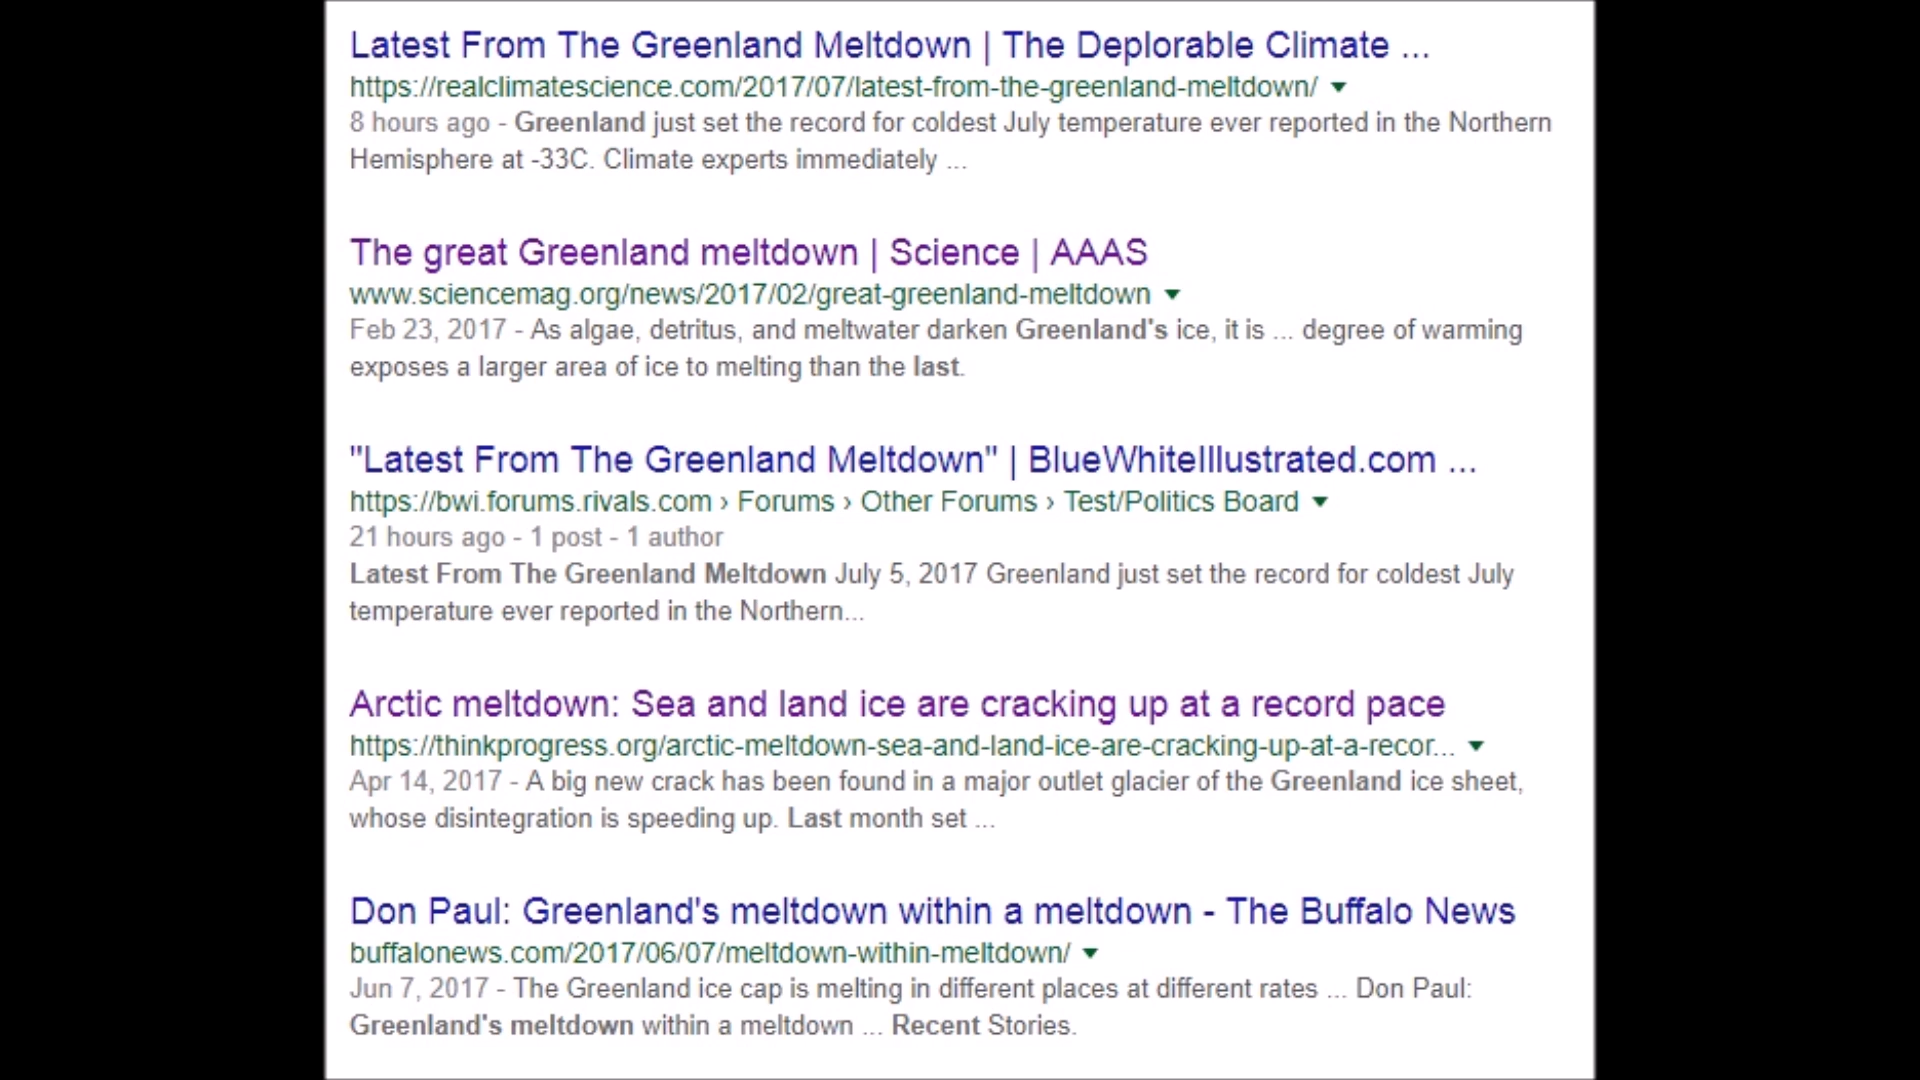 Latest From The Greenland Meltdown | The Deplorable Climate ...
https://realclimatescience.com/2017/07/latest-from-the-greenland-meltdown/
8 hours ago - Greenland just set the record for coldest July temperature ever reported in the Northern
Hemisphere at -33C. Climate experts immediately ...
The great Greenland meltdown | Science | AAAS
www.sciencemag.org/news/2017/02/great-greenland-meltdown
Feb 23, 2017 - As algae, detritus, and meltwater darken Greenland's ice, it is ... degree of warming
exposes a larger area of ice to melting than the last.
"Latest From The Greenland Meltdown" | BlueWhiteIllustrated.com ...
https://bwi.forums.rivals.com › Forums › Other Forums › Test/Politics Board
21 hours ago - 1 post - 1 author
Latest From The Greenland Meltdown July 5, 2017 Greenland just set the record for coldest July
temperature ever reported in the Northern...
Arctic meltdown: Sea and land ice are cracking up at a record pace
https://thinkprogress.org/arctic-meltdown-sea-and-land-ice-are-cracking-up-at-a-recor...
Apr 14, 2017 - A big new crack has been found in a major outlet glacier of the Greenland ice sheet,
whose disintegration is speeding up. Last month set ...
Don Paul: Greenland's meltdown within a meltdown - The Buffalo News
buffalonews.com/2017/06/07/meltdown-within-meltdown/
Jun 7, 2017 - The Greenland ice cap is melting in different places at different rates ... Don Paul:
Greenland's meltdown within a meltdown ... Recent Stories.